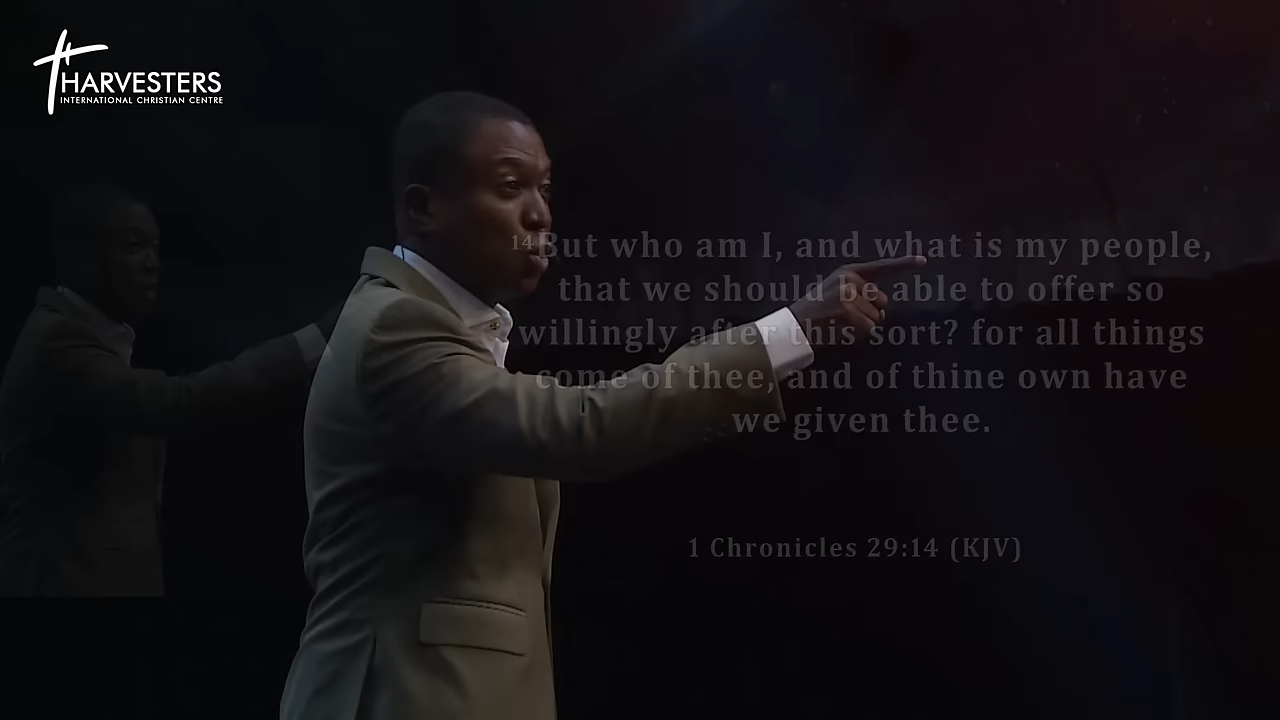 HARVESTERS
INTERNATIONAL CHRISTIAN CENTRE
14 But who am I, and what is my people,
that we should be able to offer so
willingly after this sort? for all things
come of thee, and of thine own have
we given thee.
1 Chronicles 29:14 (KJV)